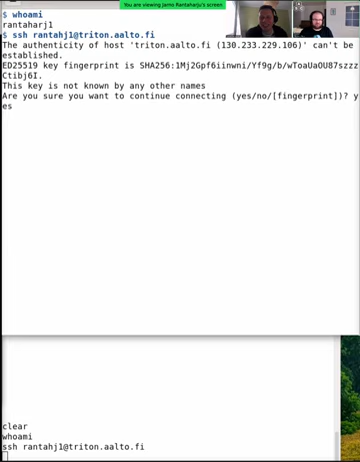 You are viewing Jarno Rantaharju's screen
$ whoami
rantaharj1
$ ssh rantahj1@triton.aalto.fi
The authenticity of host 'triton.aalto.fi (130.233.229.106)' can't be
established.
ED25519 key fingerprint is SHA256:1Mj2Gpf6iinwni/Yf9g/b/wToaUaOU87szzz
Ctibj6I.
This key is not known by any other names
Are you sure you want to continue connecting (yes/no/[fingerprint])? y
es
clear
whoami
ssh rantahj1@triton.aalto.fi